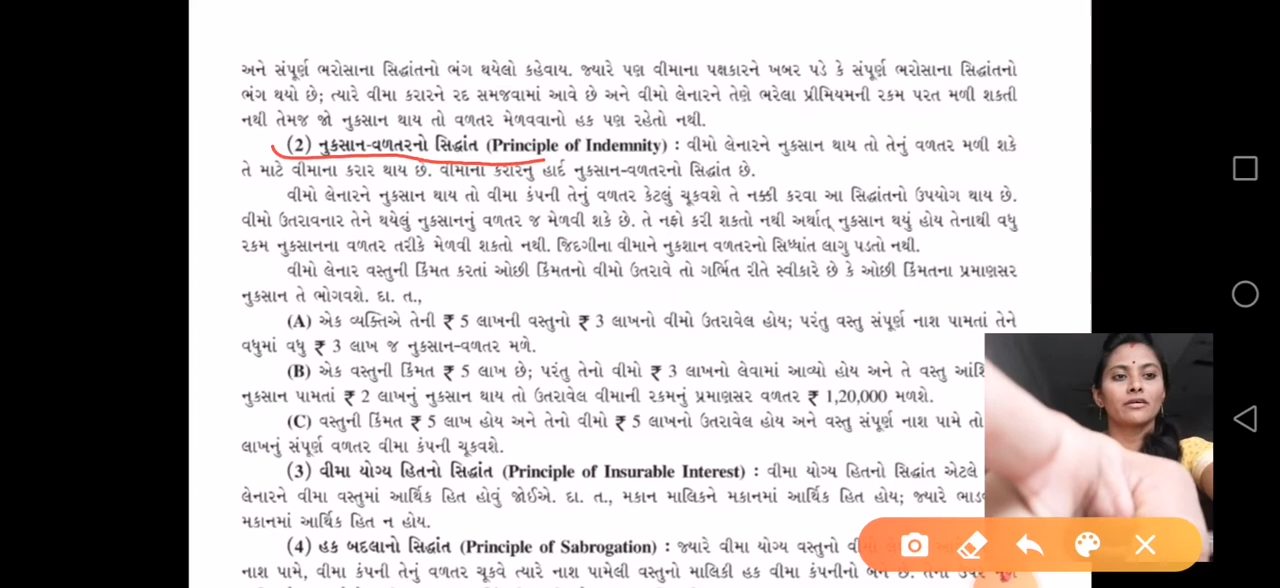 અને સંપૂર્ણ ભરોસાના સિદ્ધાંતનો ભંગ થયેલો કહેવાય. જ્યારે પણ વીમાના પક્ષકારને ખબર પડે કે સંપૂર્ણ ભરોસાના સિદ્ધાંતનો
ભંગ થયો છે; ત્યારે વીમા કરારને રદ સમજવામાં આવે છે અને વીમો લેનારને તેણે ભરેલા પ્રીમિયમની રકમ પરત મળી શકતી
નથી તેમજ જો નુકસાન થાય તો વળતર મેળવવાનો હક પણ રહેતો નથી.
(2) નુકસાન-વળતરનો સિદ્ધાંત (Principle of Indemnity) : વીમો લેનારને નુકસાન થાય તો તેનું વળતર મળી શકે
તે માટે વીમાના કરાર થાય છે. વીમાના કરારનું હાર્દ નુકસાન-વળતરનો સિદ્ધાંત છે.
વીમો લેનારને નુકસાન થાય તો વીમા કંપની તેનું વળતર કેટલું ચૂકવશે તે નક્કી કરવા આ સિદ્ધાંતનો ઉપયોગ થાય છે.
વીમો ઉતરાવનાર તેને થયેલું નુકસાનનું વળતર જ મેળવી શકે છે. તે નફો કરી શકતો નથી અર્થાત્ નુકસાન થયું હોય તેનાથી વધુ
રકમ નુકસાનના વળતર તરીકે મેળવી શકતો નથી. જિંદગીના વીમાને નુકશાન વળતરનો સિધ્ધાંત લાગુ પડતો નથી.
વીમો લેનાર વસ્તુની કિંમત કરતાં ઓછી કિંમતનો વીમો ઉતરાવે તો ગર્ભિત રીતે સ્વીકારે છે કે ઓછી કિંમતના પ્રમાણસર
નુકસાન તે ભોગવશે. દા. ત.,
(A) એક વ્યક્તિએ તેની ₹ 5 લાખની વસ્તુનો ₹ 3 લાખનો વીમો ઉતરાવેલ હોય; પરંતુ વસ્તુ સંપૂર્ણ નાશ પામતાં તેને
વધુમાં વધુ ₹ 3 લાખ જ નુકસાન-વળતર મળે.
(B) એક વસ્તુની કિંમત ₹ 5 લાખ છે; પરંતુ તેનો વીમો ₹ 3 લાખનો લેવામાં આવ્યો હોય અને તે વસ્તુ
નુકસાન પામતાં ₹ 2 લાખનું નુકસાન થાય તો ઉતરાવેલ વીમાની રકમનું પ્રમાણસર વળતર ₹ 1,20,000 મળશે.
(C) વસ્તુની કિંમત ₹ 5 લાખ હોય અને તેનો વીમો ₹ 5 લાખનો ઉતરાવેલ હોય અને વસ્તુ સંપૂર્ણ નાશ પામે તો
લાખનું સંપૂર્ણ વળતર વીમા કંપની ચૂકવશે.
(3) વીમા યોગ્ય હિતનો સિદ્ધાંત (Principle of Insurable Interest) : વીમા યોગ્ય હિતનો સિદ્ધાંત એટલે
લેનારને વીમા વસ્તુમાં આર્થિક હિત હોવું જોઈએ. દા. ત., મકાન માલિકને મકાનમાં આર્થિક હિત હોય; જ્યારે
મકાનમાં આર્થિક હિત ન હોય.
(4) હક બદલાનો સિદ્ધાંત (Principle of Sabrogation) : જ્યારે વીમા યોગ્ય વસ્તુનો
નાશ પામે, વીમા કંપની તેનું વળતર ચૂકવે ત્યારે નાશ પામેલી વસ્તુનો માલિકી હક વીમા કંપનીનો